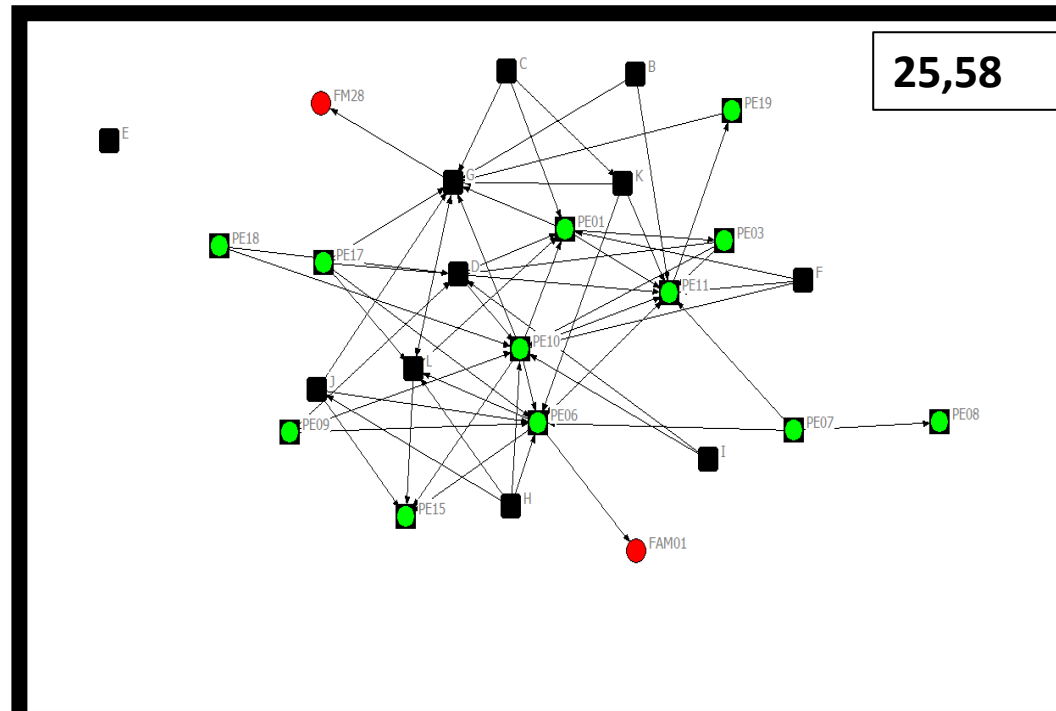 C
B
25,58
FM28
PE19
E
G
K
PE01
PE18
PE17
PE03
D
F
PE11
PE10
L
J
PE06
PE09
PE07
PE08
I
H
PE15
FAM01